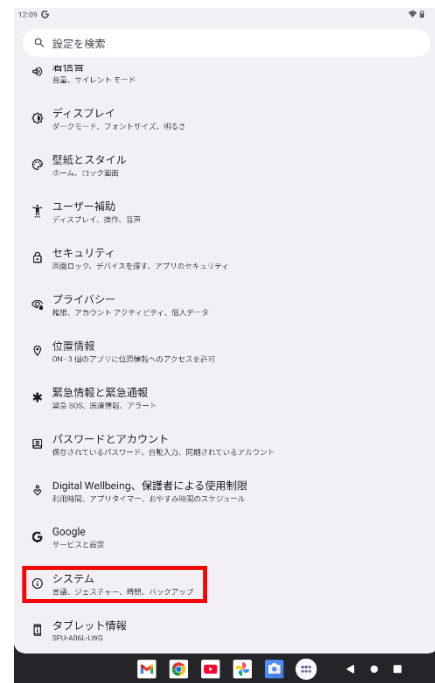 12:09 G
設定を検索
着信音
音量、サイレント モード
ディスプレイ
ダークモード、フォントサイズ、明るさ
壁紙とスタイル
ホーム、ロック画面
ユーザー補助
ディスプレイ、操作、音声
セキュリティ
画面ロック、デバイスを探す、アプリのセキュリティ
プライバシー
権限、アカウント アクティビティ、個人データ
位置情報
ON - 3 個のアプリに位置情報へのアクセスを許可
緊急情報と緊急通報
緊急 SOS、医療情報、アラート
パスワードとアカウント
保存されているパスワード、自動入力、同期されているアカウント
Digital Wellbeing、保護者による使用制限
利用時間、アプリタイマー、おやすみ時間のスケジュール
G Google
サービスと設定
システム
言語、ジェスチャー、時間、バックアップ
タブレット情報
SPU-A06L-LWG